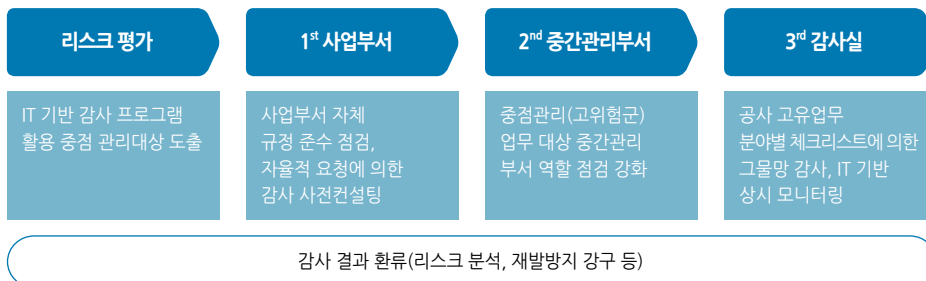 리스크 평가
IT 기반 감사 프로그램
활용 중점 관리대상 도출
1st 사업부서
사업부서 자체
규정 준수 점검,
자율적 요청에 의한
감사 사전컨설팅
2nd 중간관리부서
중점관리(고위험군)
업무 대상 중간관리
부서 역할 점검 강화
3rd 감사실
공사 고유업무
분야별 체크리스트에 의한
그물망 감사, IT 기반
상시 모니터링
감사 결과 환류(리스크 분석, 재발방지 강구 등)